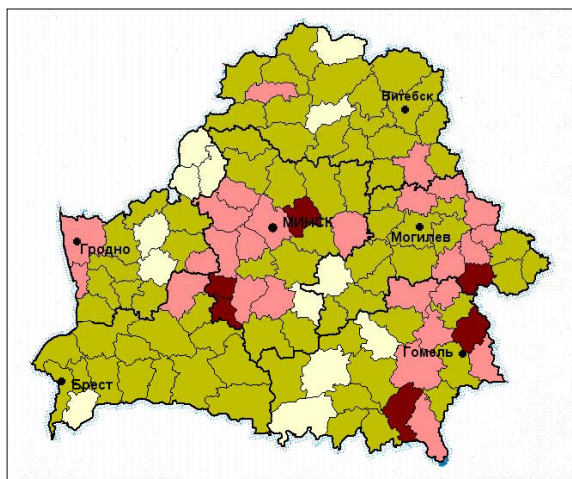 Витебск
МИНСК
Могилев
Гродно
Гомель
Брест